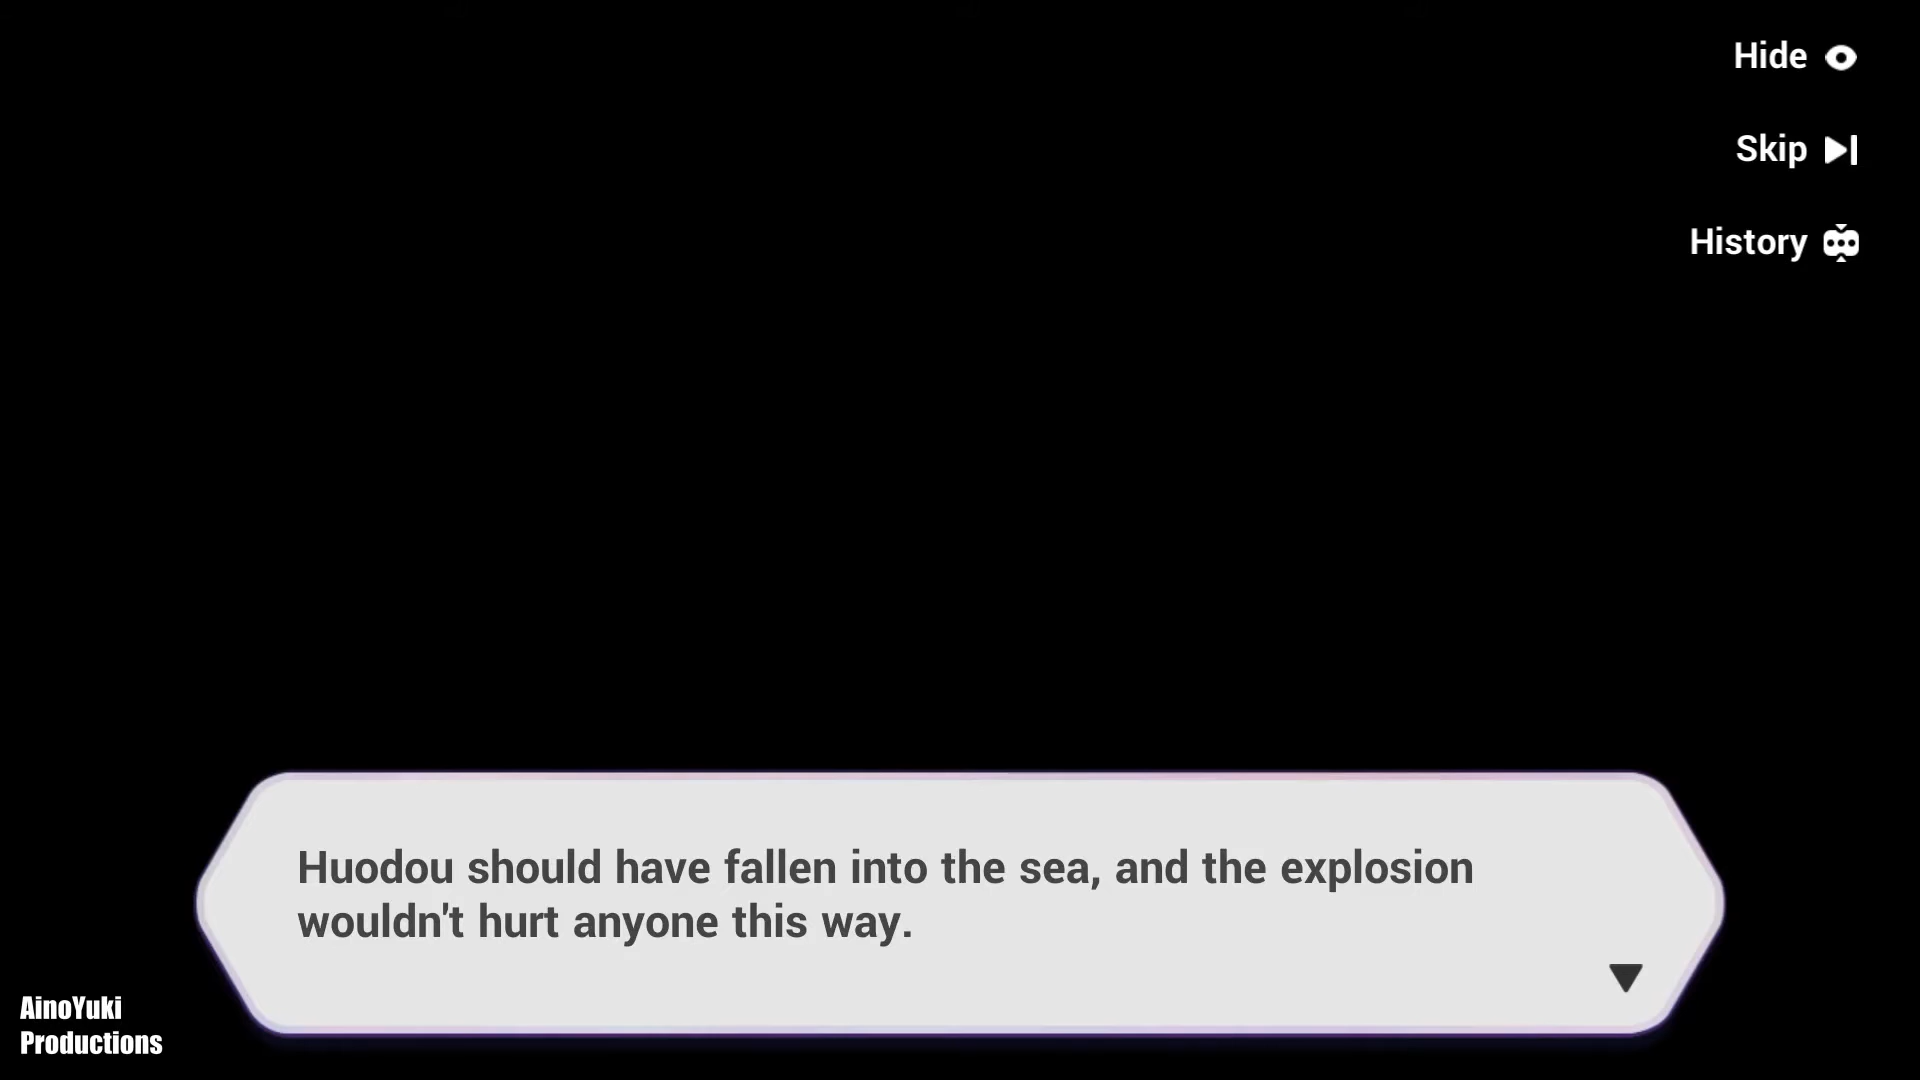 Hide
Skip
History
Huodou should have fallen into the sea, and the explosion
wouldn't hurt anyone this way.
AinoYuki
Productions